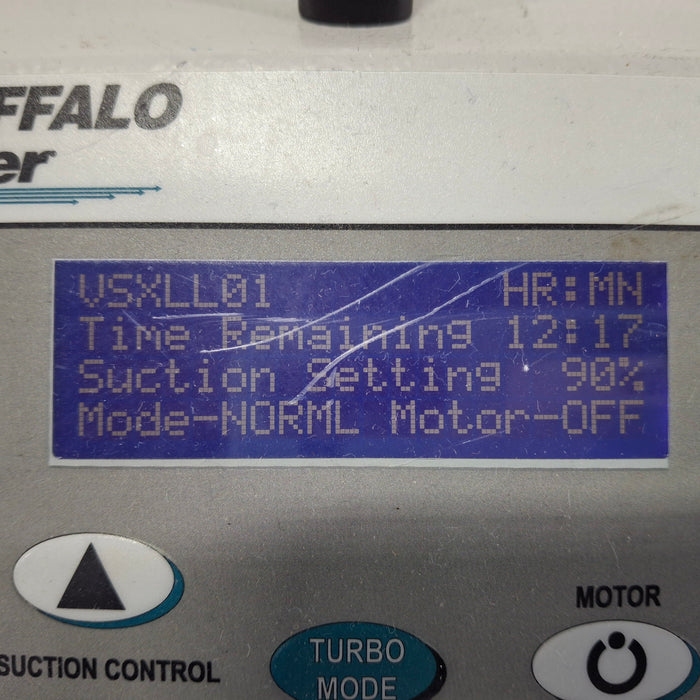 FFALO
er
VSXLL01 HR:MN
Time Remaining 12:17
Suction Setting 90%
Mode-NORML Motor-OFF
MOTOR
SUCTION CONTROL
TURBO
MODE